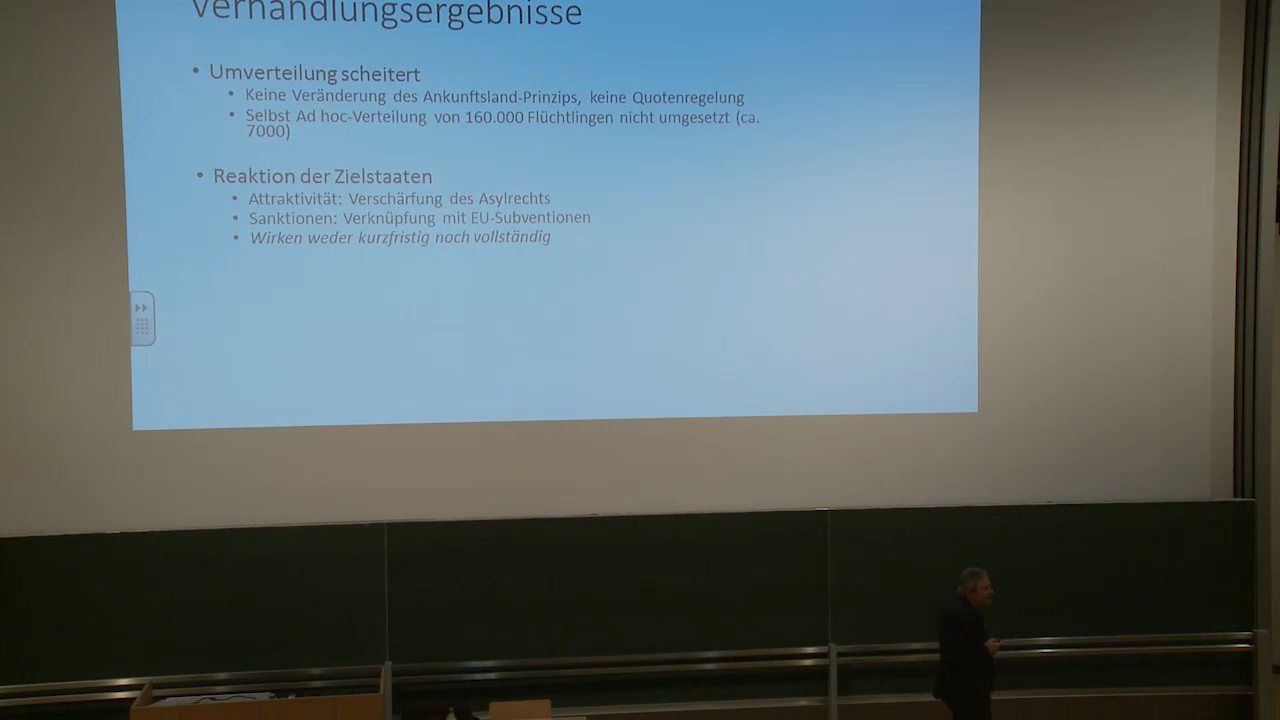 Verhandlungsergebnisse
• Umverteilung scheitert
• Keine Veränderung des Ankunftsland-Prinzips, keine Quotenregelung
• Selbst Ad hoc-Verteilung von 160.000 Flüchtlingen nicht umgesetzt (ca.
7000)
• Reaktion der Zielstaaten
• Attraktivität: Verschärfung des Asylrechts
• Sanktionen: Verknüpfung mit EU-Subventionen
• Wirken weder kurzfristig noch vollständig